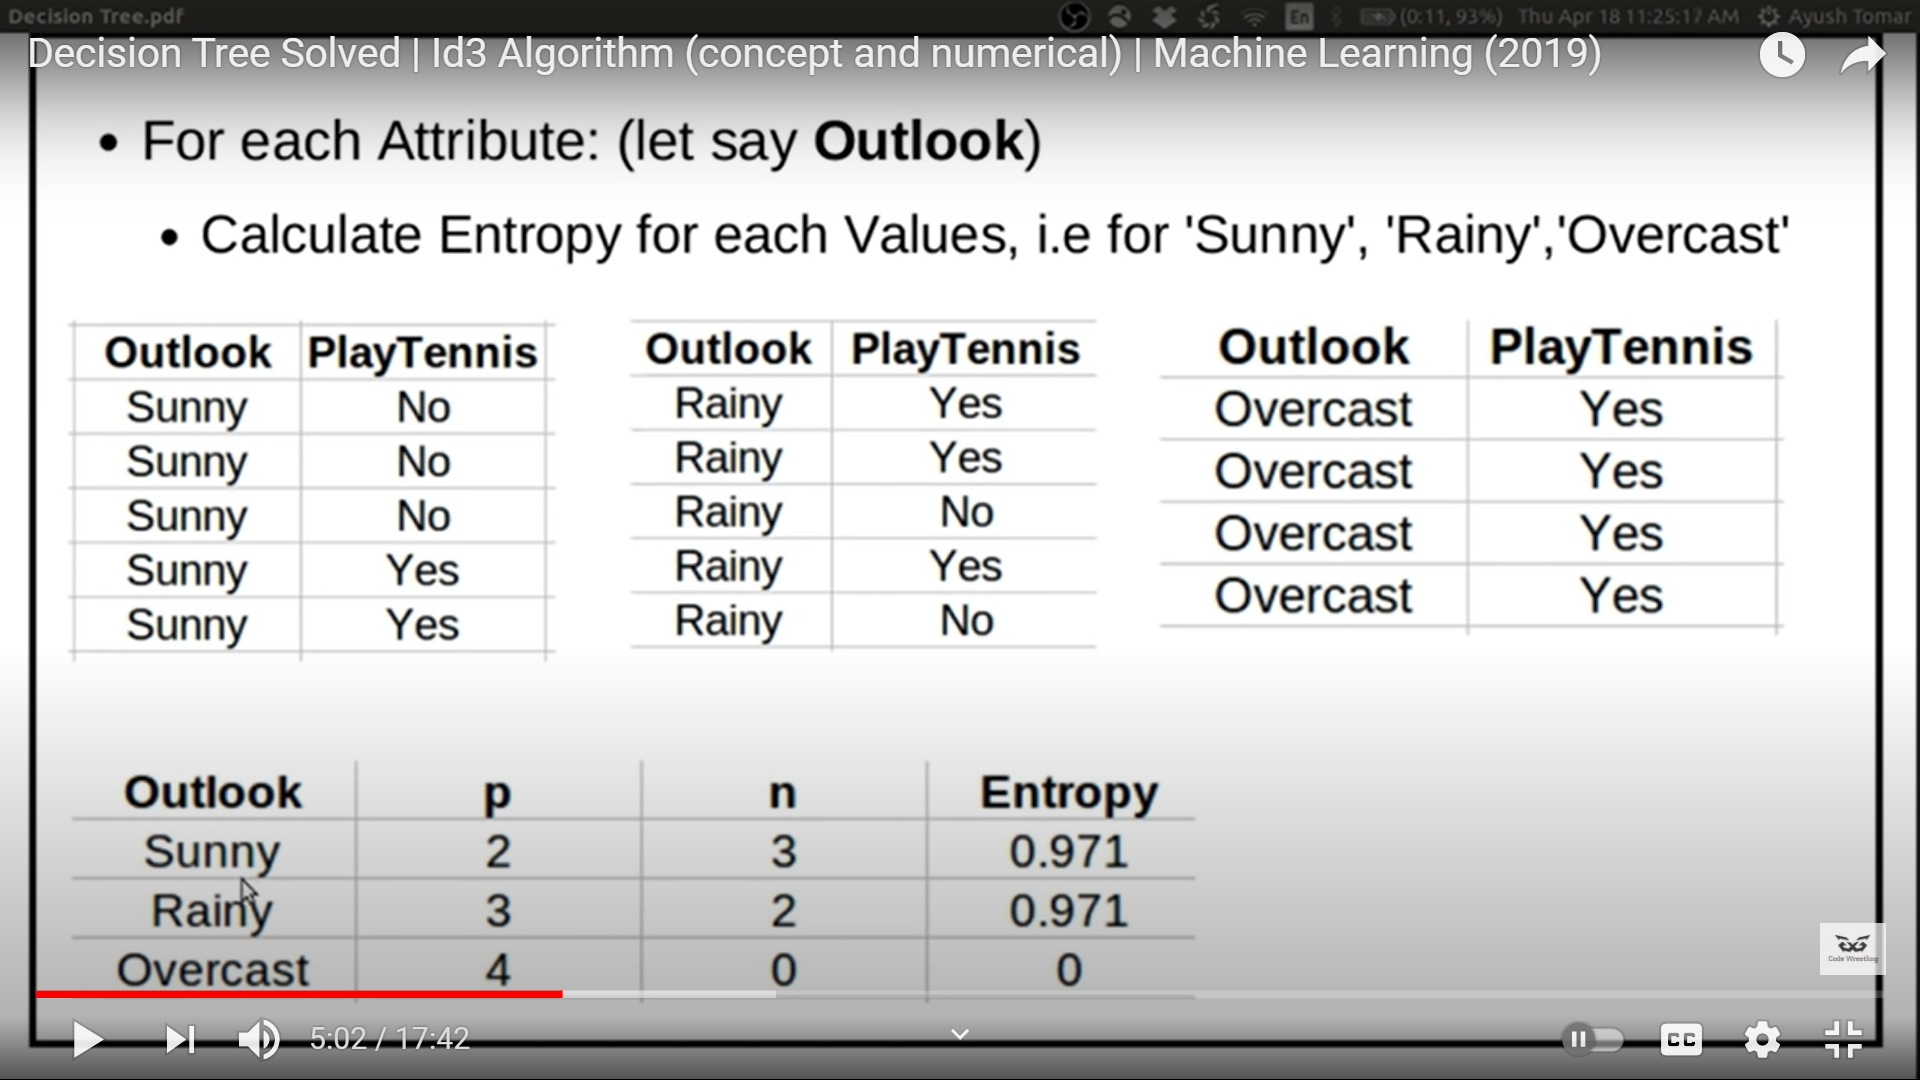 Decision Tree.pdf
En (0:11, 93%) Thu Apr 18 11:25:17 AM Ayush Tomar
Decision Tree Solved | Id3 Algorithm (concept and numerical) | Machine Learning (2019)
• For each Attribute: (let say Outlook)
• Calculate Entropy for each Values, i.e for 'Sunny', 'Rainy','Overcast'
Outlook PlayTennis
Sunny No
Sunny No
Sunny No
Sunny Yes
Sunny Yes
Outlook PlayTennis
Rainy Yes
Rainy Yes
Rainy No
Rainy Yes
Rainy No
Outlook PlayTennis
Overcast Yes
Overcast Yes
Overcast Yes
Overcast Yes
Outlook p n Entropy
Sunny 2 3 0.971
Rainy 3 2 0.971
Overcast 4 0 0
Code Wrestling
5:02 / 17:42
CC